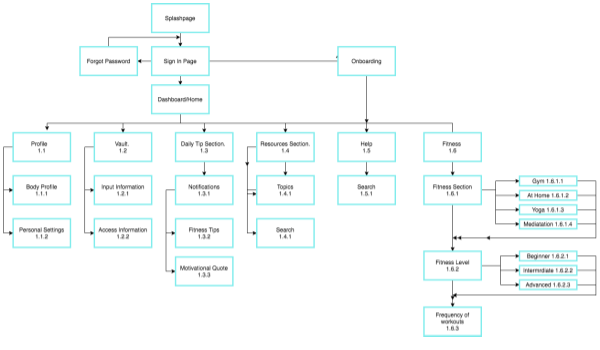 Splashpage
Forgot Password
Sign in Page
Onboarding
Dashboard/Home
Profile
1.1
Vault.
1.2
Daily Tip Section.
1.3
Resources Section.
1.4
Help
1.5
Fitness
1.6
Body Profile
1.1.1
Input Information
1.2.1
Notifications
1.3.1
Topics
1.4.1
Search
1.5.1
Fitness Section
1.6.1
Gym 1.6.1.1
At Home 1.6.1.2
Yoga 1.6.1.3
Mediatation 1.6.1.4
Personal Settings
1.1.2
Access Information
1.2.2
Fitness Tips
1.3.2
Search
1.4.1
Motivational Quote
1.3.3
Fitness Level
1.6.2
Beginner 1.6.2.1
Intermrdiate 1.6.2.2
Advanced 1.6.2.3
Frequency of
workouts
1.6.3